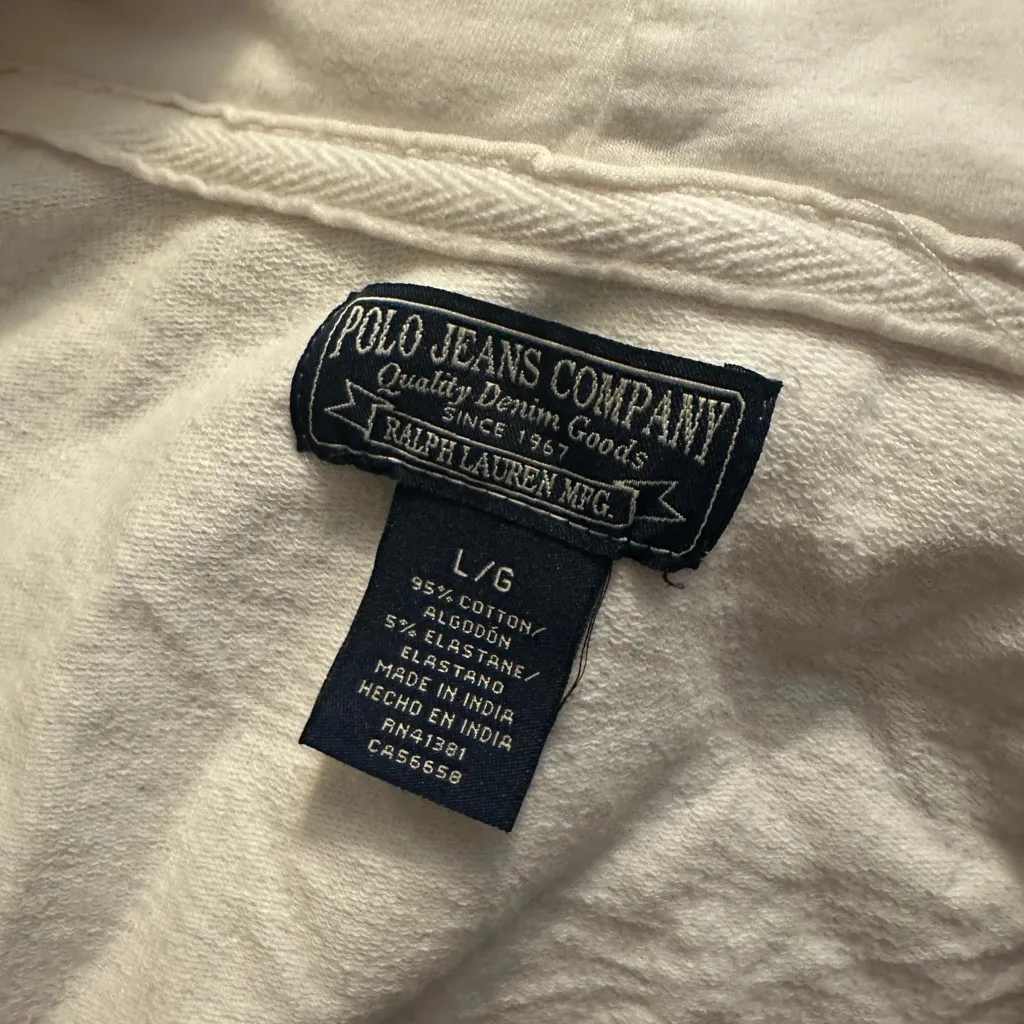 POLO JEANS COMPANY
Quality Denim Goods
SINCE 1967
RALPH LAUREN MFG.
L/G
95% COTTON/
ALGODÓN
5% ELASTANE/
ELASTANO
MADE IN INDIA
HECHO EN INDIA
RN41381
CA56658